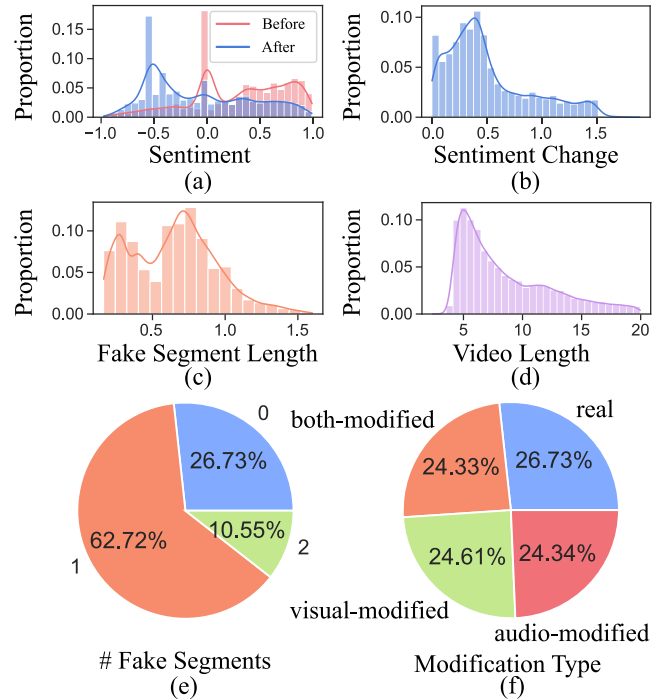 Proportion
0.15
0.10
0.05
0.00
Before
After
−1.0 −0.5 0.0 0.5 1.0
Sentiment
(a)
Proportion
0.10
0.05
0.00
0.0 0.5 1.0 1.5
Sentiment Change
(b)
Proportion
0.10
0.05
0.00
0.5 1.0 1.5
Fake Segment Length
(c)
Proportion
0.10
0.05
0.00
5 10 15 20
Video Length
(d)
0
26.73%
62.72%
10.55%
1
2
# Fake Segments
(e)
both-modified
real
24.33%
26.73%
24.61%
24.34%
visual-modified
audio-modified
Modification Type
(f)